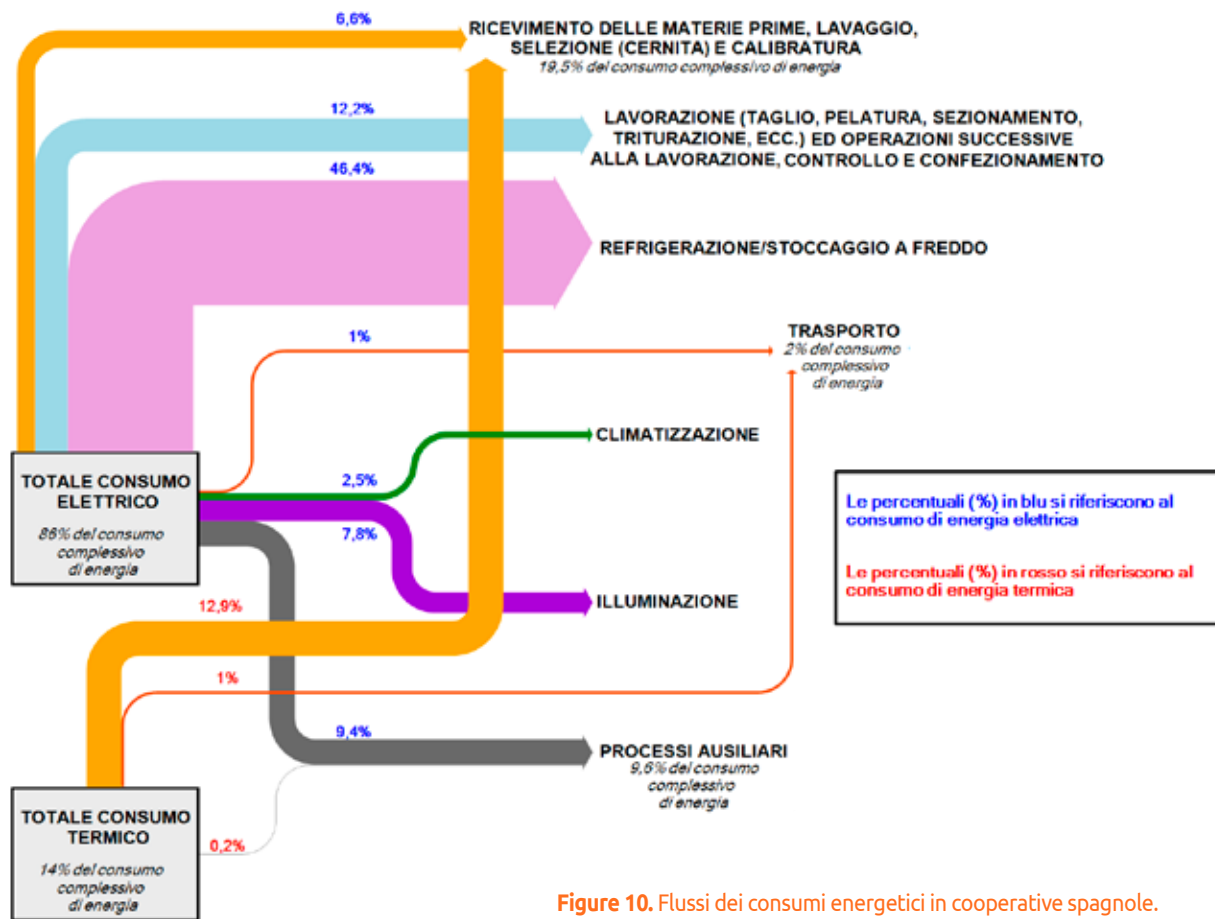 6,6%
RICEVIMENTO DELLE MATERIE PRIME, LAVAGGIO,
SELEZIONE (CERNITA) E CALIBRATURA
19,5% del consumo complessivo di energia
12,2%
LAVORAZIONE (TAGLIO, PELATURA, SEZIONAMENTO,
TRITURAZIONE, ECC.) ED OPERAZIONI SUCCESSIVE
ALLA LAVORAZIONE, CONTROLLO E CONFEZIONAMENTO
46,4%
REFRIGERAZIONE/STOCCAGGIO A FREDDO
1%
TRASPORTO
2% del consumo
complessivo
di energia
CLIMATIZZAZIONE
TOTALE CONSUMO
ELETTRICO
86% del consumo
complessivo
di energia
2,5%
7,8%
Le percentuali (%) in blu si riferiscono al
consumo di energia elettrica
Le percentuali (%) in rosso si riferiscono al
consumo di energia termica
12,9%
ILLUMINAZIONE
1%
9,4%
PROCESSI AUSILIARI
9,6% del consumo
complessivo
di energia
TOTALE CONSUMO
TERMICO
14% del consumo
complessivo
di energia
0,2%
Figure 10. Flussi dei consumi energetici in cooperative spagnole.